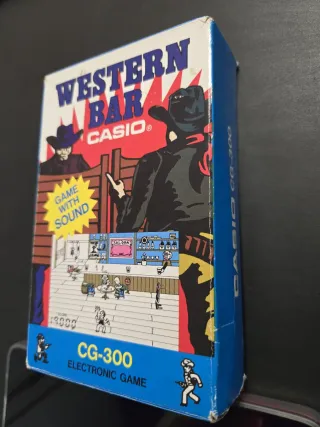 WESTERN
BAR
CASIO®
GAME
WITH
SOUND
CG-300
ELECTRONIC GAME
CASIO CG-300